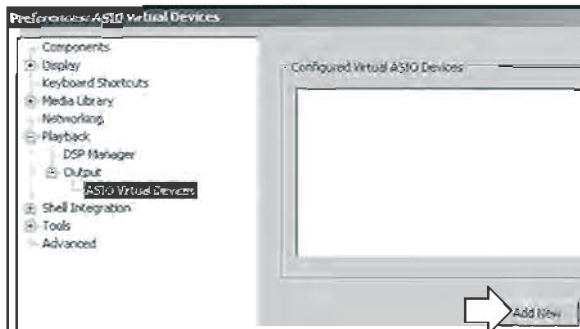 Preferences: ASIO Virtual Devices
Components
Display
Keyboard Shortcuts
Media Library
Networking
Playback
DSP Manager
Output
ASIO Virtual Devices
Shell Integration
Tools
Advanced
Configured Virtual ASIO Devices
Add New